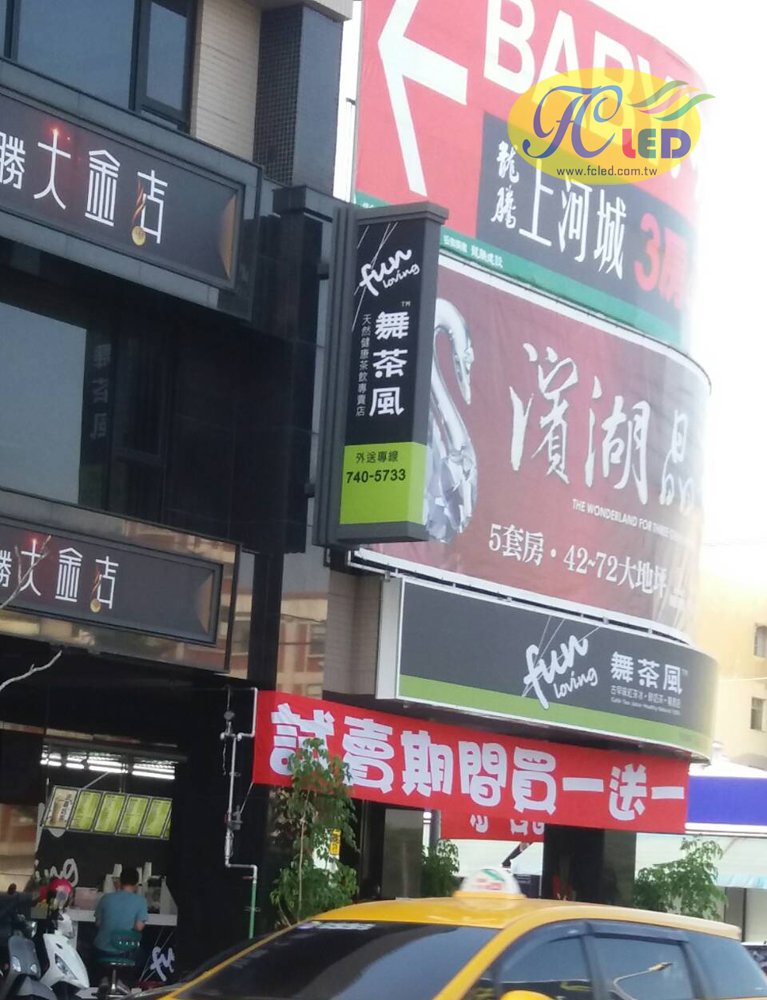 BABY
FC LED
www.fcled.com.tw
龍騰
上河城
3房
勝大金店
fun
loving
舞茶風
TM
天然健康茶飲專賣店
外送專線
740-5733
濱湖
THE WONDERLAND FOR THREE
5套房・42~72大地坪
勝大金店
fun
loving
舞茶風
試賣期間買一送一